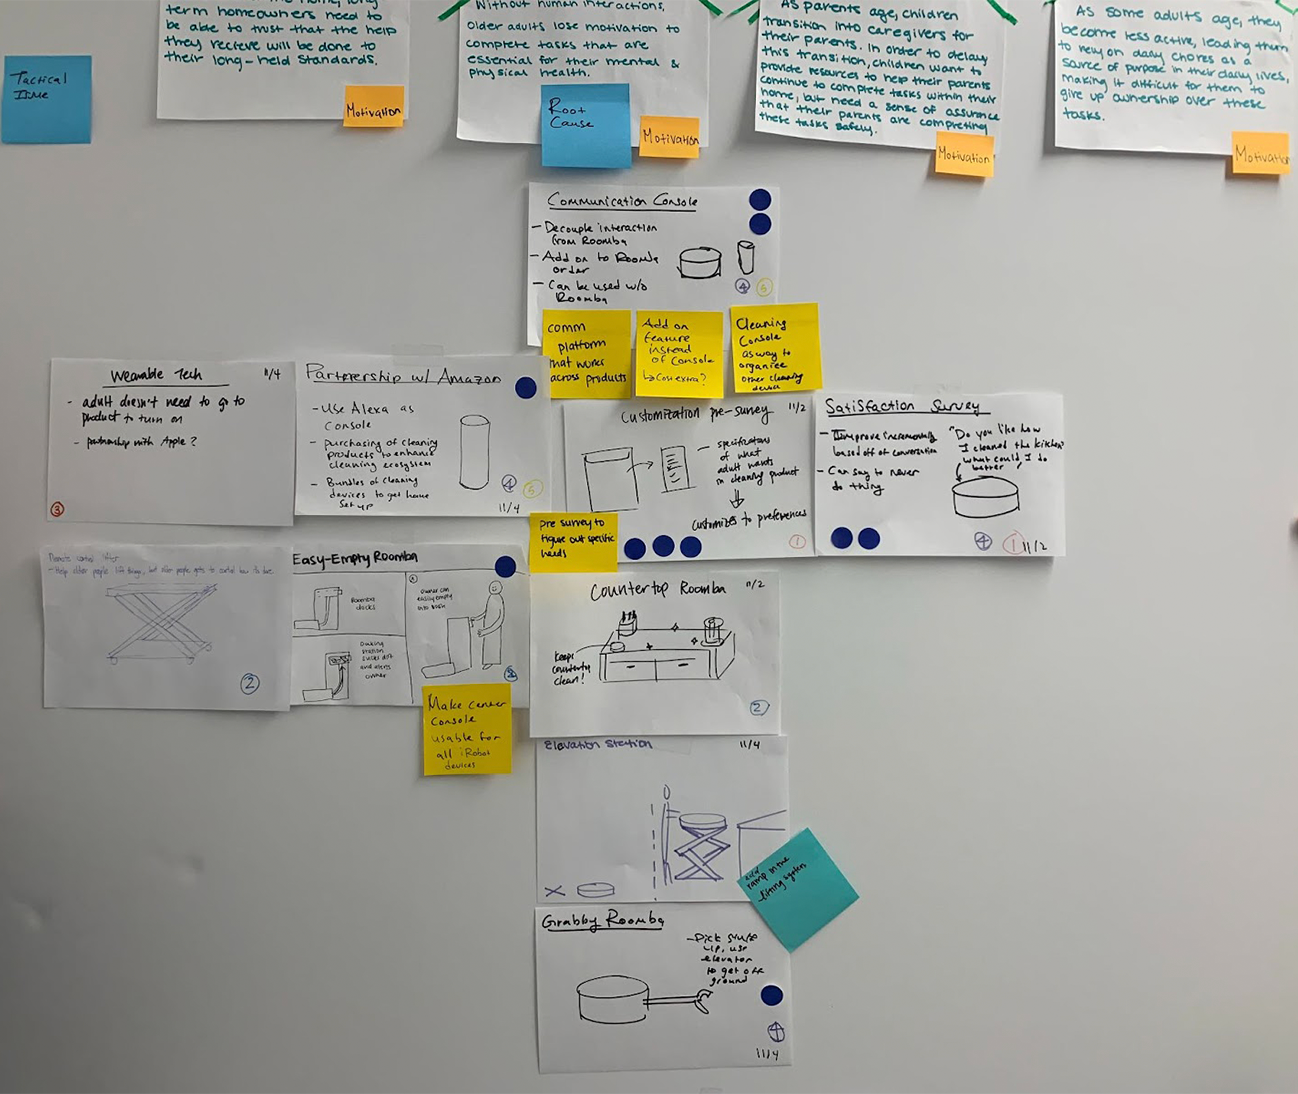 term homeowners need to
be able to trust that the help
they recieve will be done to
their long-held standards.
Motivation
Tactical
Without human interactions,
Older adults lose motivation to
complete tasks that are
essential for their mental &
physical health.
Root
Cause
Motivation
As parents age, children
transition into caregivers for
their parents. In order to delay
this transition, children want to
provide resources to help their parents
continue to complete tasks within their
home, but need a sense of assurance
that their parents are completing
these tasks safely.
Motivation
As some adults age, they
become less active, leading them
to rely on daily chores as a
source of purpose in their daily lives,
making it difficult for them to
give up ownership over these
tasks.
Motivation
Communication Console
- Decouple interaction
from Roomba
- Add on to Roomba
order
- Can be used w/o
Roomba
4
5
comm
platform
that works
across products
Add on
feature
instead
of console
↳ Cost extra?
Cleaning
Console
as way to
organize
other cleaning
device
Wearable Tech
11/4
- adult doesn't need to go to
product to turn on
- partnership with Apple?
3
Partnership w/ Amazon
- Use Alexa as
Console
- purchasing of cleaning
products to enhance
cleaning ecosystem
- Bundles of cleaning
devices to get home
set up
4
5
11/4
Customization pre-survey
11/2
- specifications
of what
adult wants
in cleaning product
customizes to preferences
1
Pre survey to
figure out specific
needs
Satisfaction Survey
- Improve incrementally
based off of conversation
- Can say to never
do thing
"Do you like how
I cleaned the kitchen?
what could I do
better"
4
1
11/2
- Help older people lift things, but older people gets to control how its done
2
Easy-Empty Roomba
Roomba
docks
Docking
station
sucks dirt
and alerts
owner
owner can
easily empty
into trash
2
Make center
console
usable for
all iRobot
devices
Countertop Roomba
11/2
keeps
countertop
clean!
2
Elevation Station
11/4
ramp on the
lifting system
Grabby Roomba
- Pick stuff
up, use
elevator
to get off
ground
4
11/4